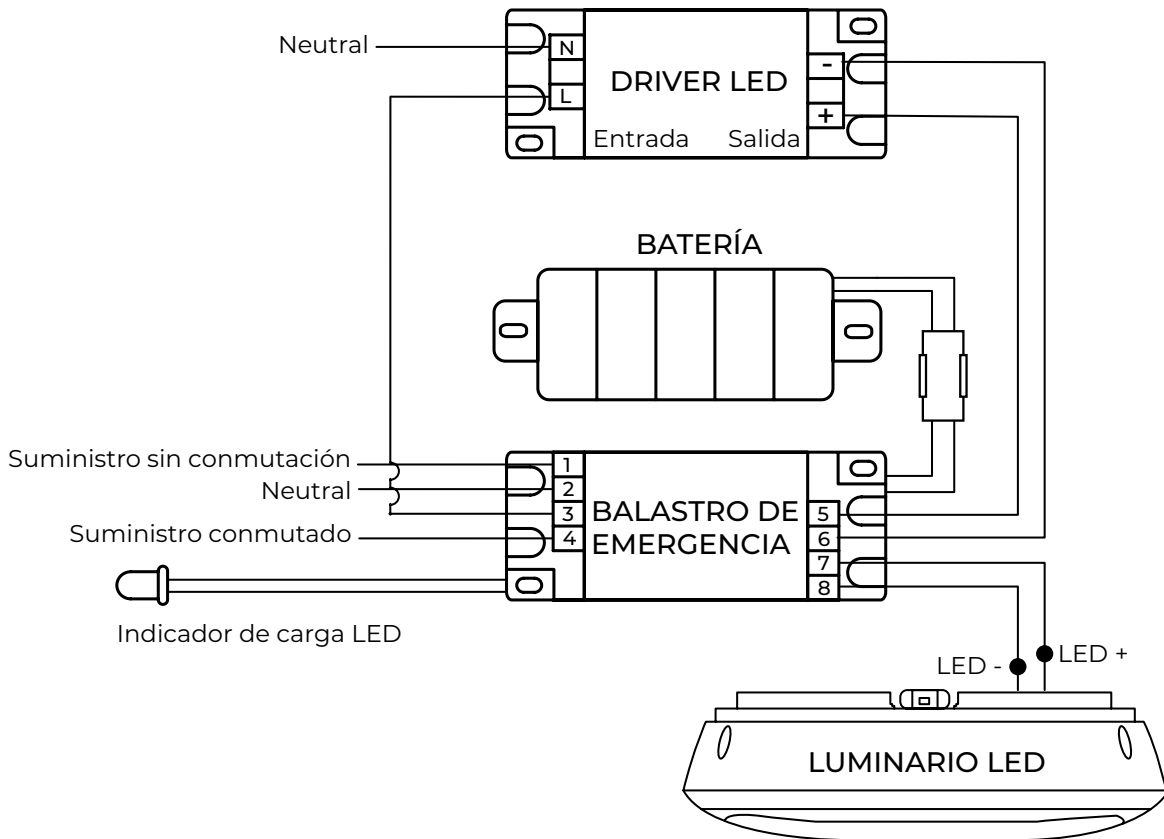 Neutral
N
L
DRIVER LED
-
+
Entrada
Salida
BATERÍA
Suministro sin conmutación
Neutral
Suministro conmutado
1
2
3
4
BALASTRO DE
EMERGENCIA
5
6
7
8
Indicador de carga LED
LED -
LED +
LUMINARIO LED